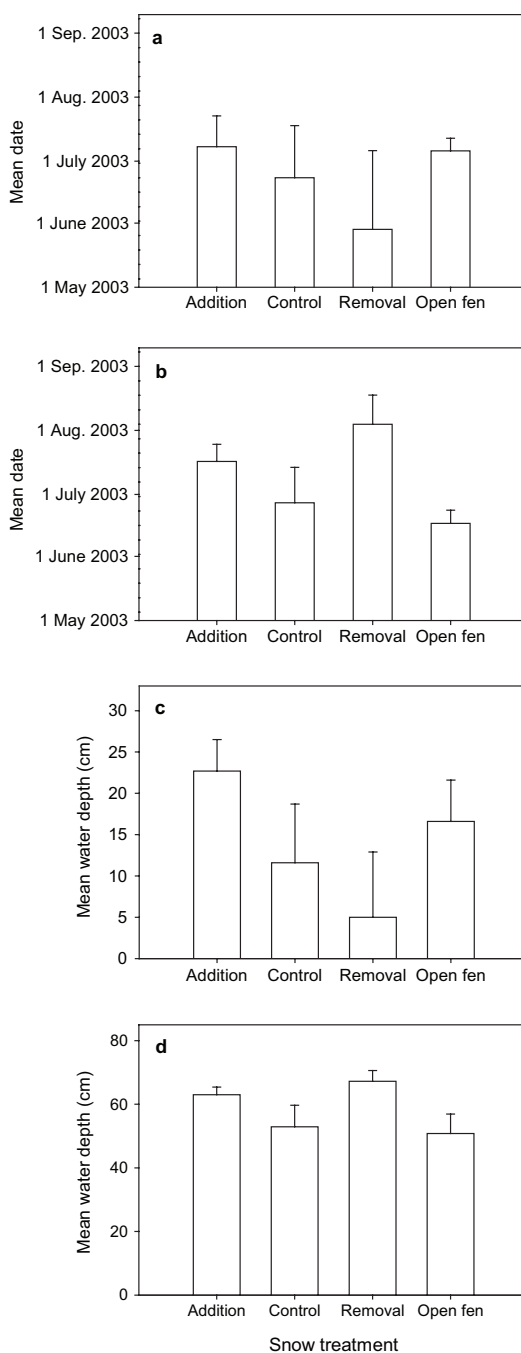 a
1 Sep. 2003
1 Aug. 2003
1 July 2003
1 June 2003
1 May 2003
Mean date
Addition Control Removal Open fen
b
1 Sep. 2003
1 Aug. 2003
1 July 2003
1 June 2003
1 May 2003
Mean date
Addition Control Removal Open fen
c
30
25
20
15
10
5
0
Mean water depth (cm)
Addition Control Removal Open fen
d
80
60
40
20
0
Mean water depth (cm)
Addition Control Removal Open fen
Snow treatment